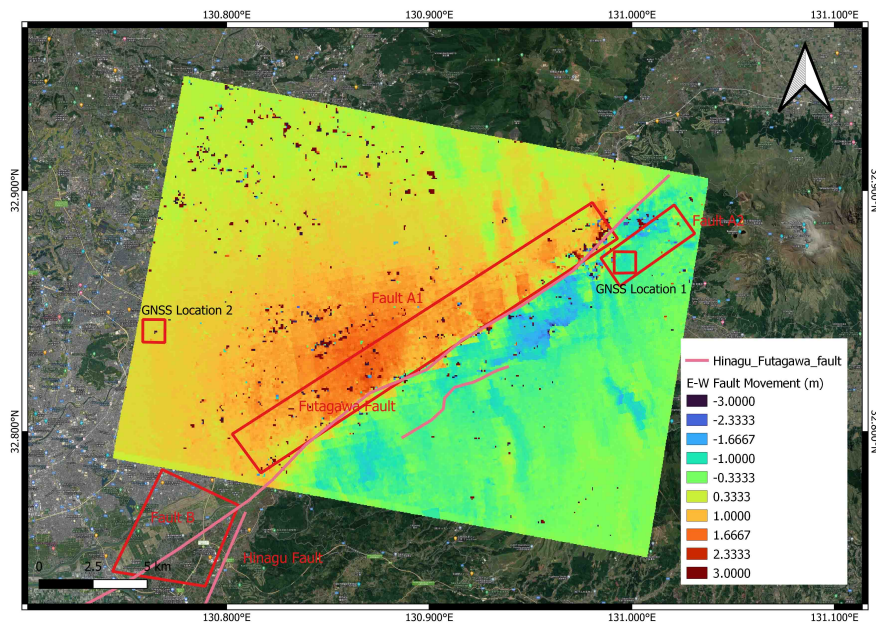 130.800°E 130.900°E 131.000°E 131.100°E
32.900°N 32.900°N
Fault A2
GNSS Location 1
Fault A1
GNSS Location 2
Hinagu_Futagawa_fault
E-W Fault Movement (m)
-3.0000
-2.3333
-1.6667
-1.0000
-0.3333
0.3333
1.0000
1.6667
2.3333
3.0000
Futagawa Fault
32.800°N 32.800°N
Fault B
Hinagu Fault
0 2.5 5 km
130.800°E 130.900°E 131.000°E 131.100°E